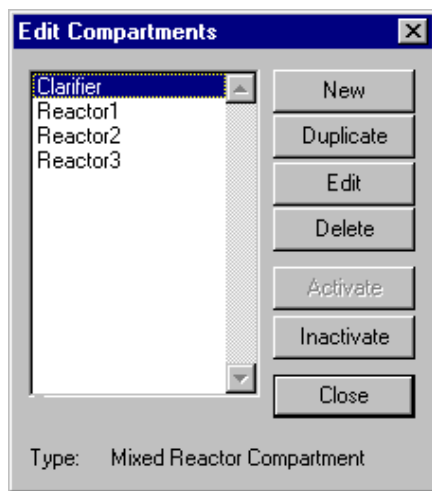 Edit Compartments
Clarifier
Reactor1
Reactor2
Reactor3
New
Duplicate
Edit
Delete
Activate
Inactivate
Close
Type: Mixed Reactor Compartment